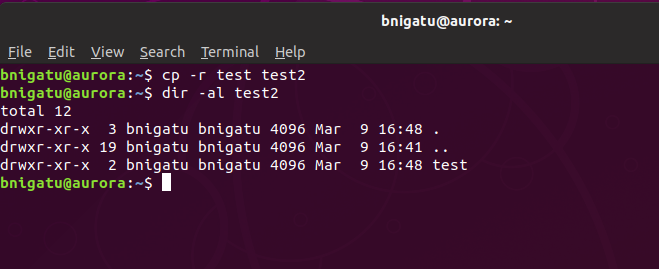 bnigatu@aurora: ~
File Edit View Search Terminal Help
bnigatu@aurora:~$ cp -r test test2
bnigatu@aurora:~$ dir -al test2
total 12
drwxr-xr-x  3 bnigatu bnigatu 4096 Mar  9 16:48 .
drwxr-xr-x 19 bnigatu bnigatu 4096 Mar  9 16:41 ..
drwxr-xr-x  2 bnigatu bnigatu 4096 Mar  9 16:48 test
bnigatu@aurora:~$